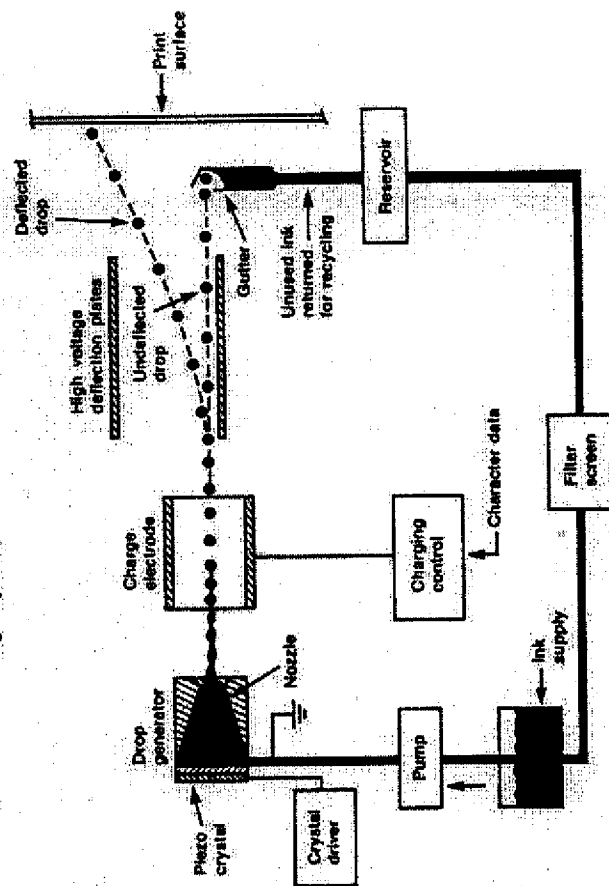 Drop
generator
Piezo
crystal
Crystal
driver
Nozzle
Pump
Ink
supply
Charge
electrode
Charging
control
Character data
High voltage
deflection plates
Undeflected
drop
Deflected
drop
Print
surface
Gutter
Unused ink
returned
for recycling
Reservoir
Filter
screen